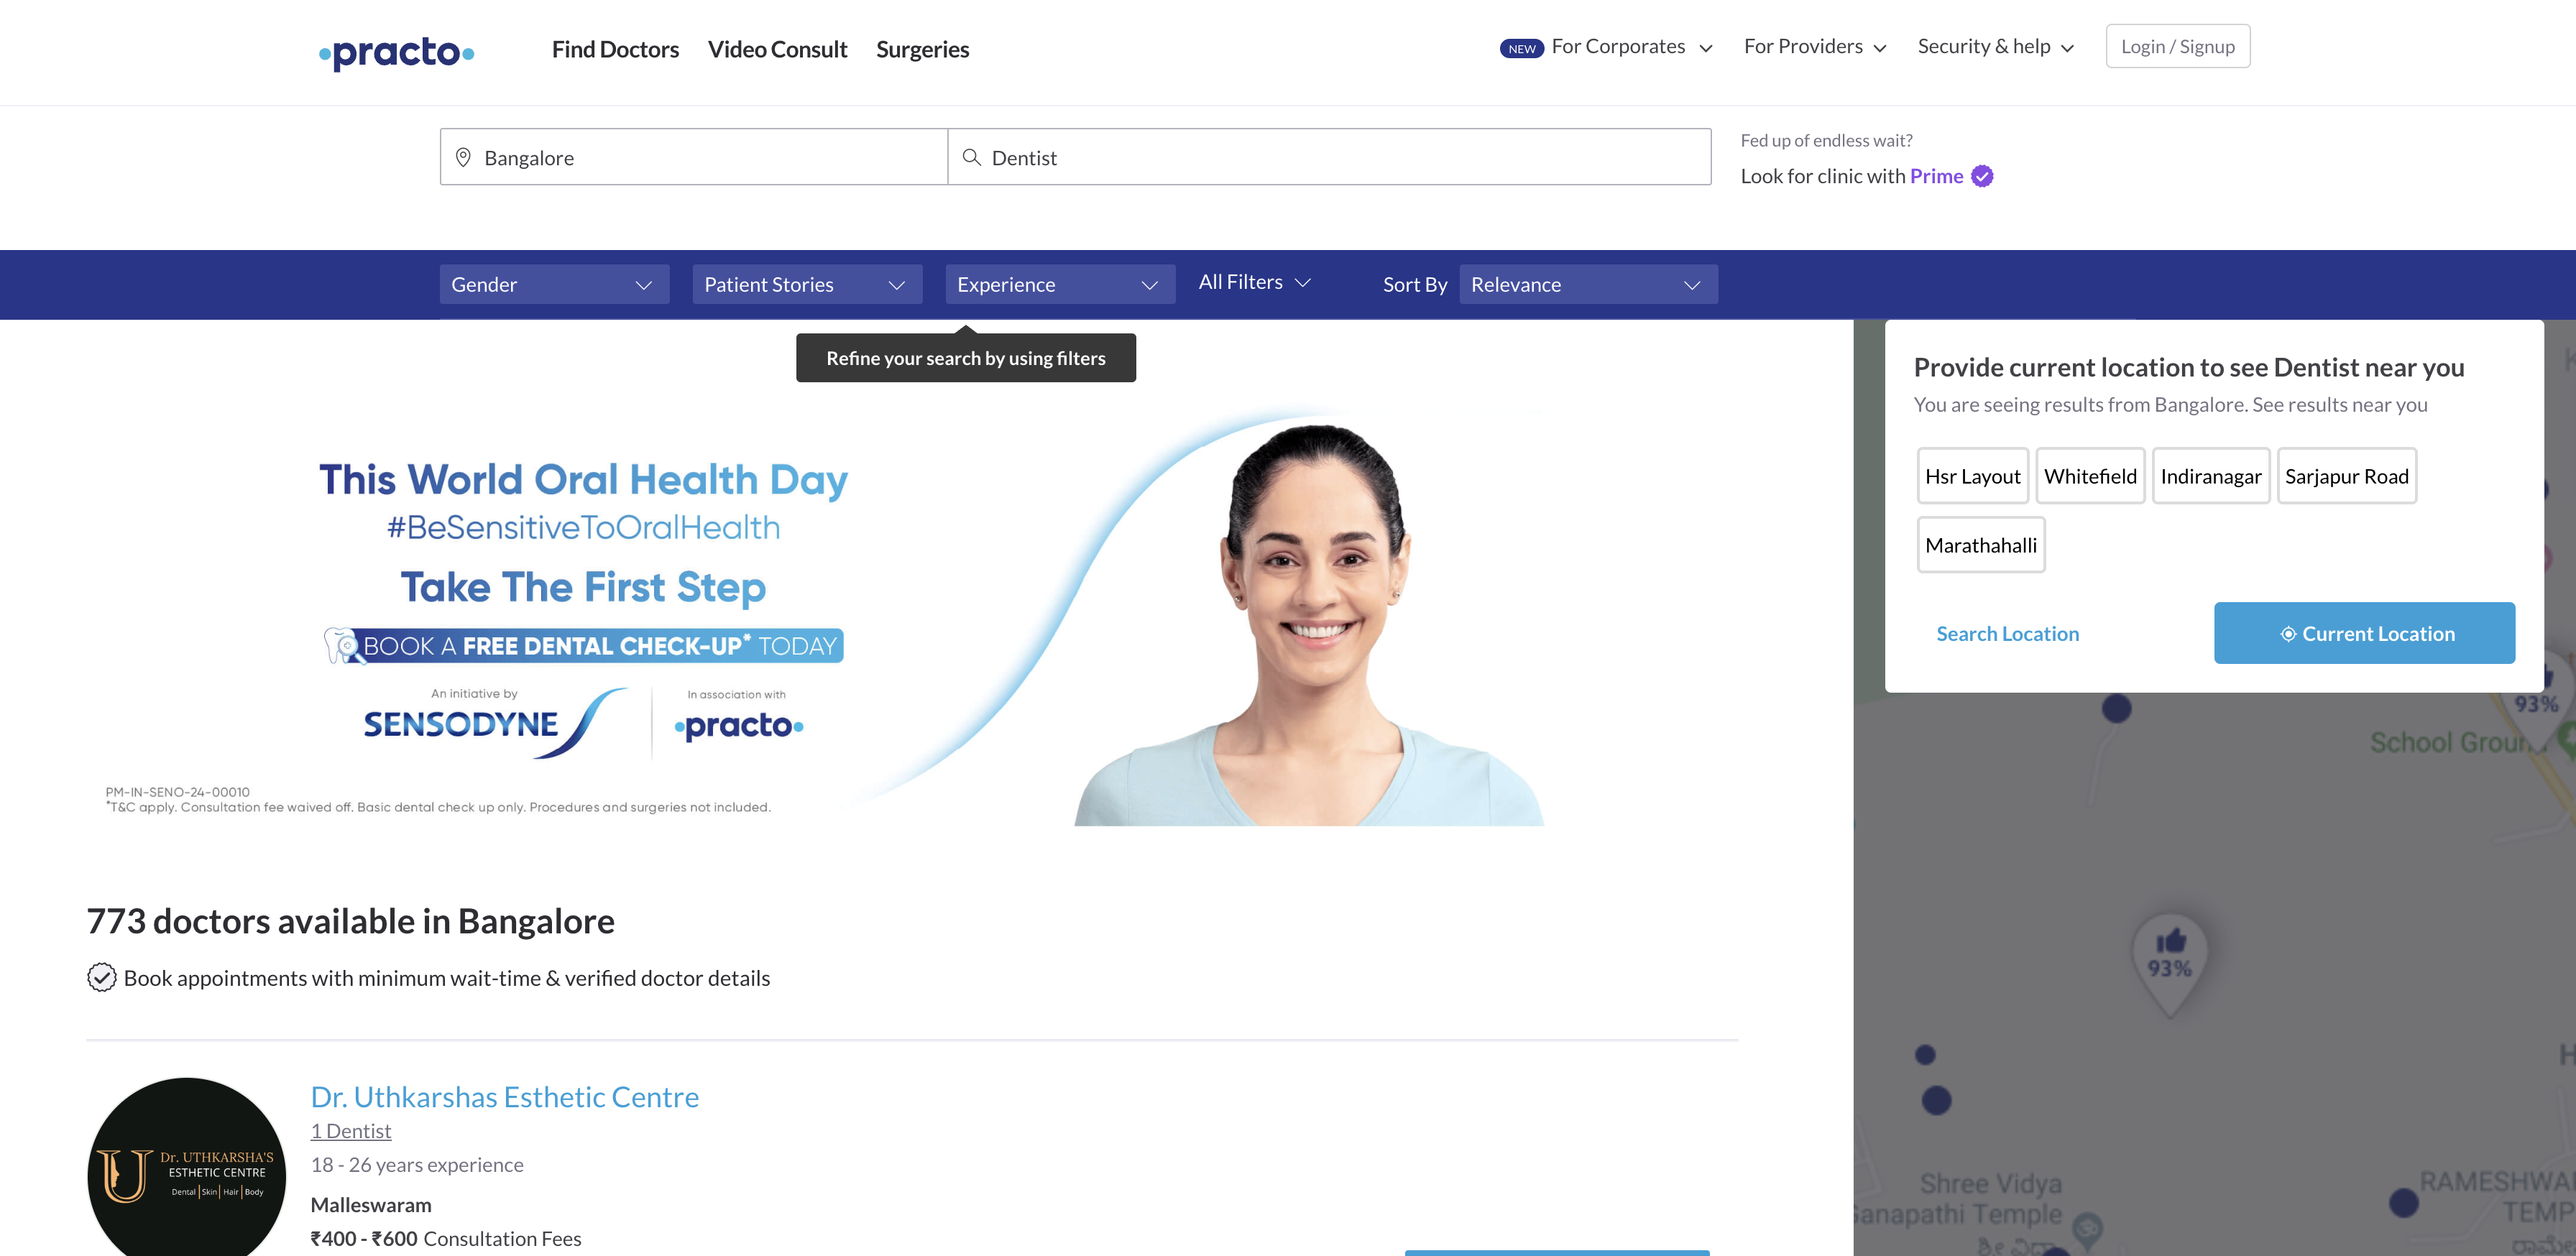 practo
Find Doctors
Video Consult
Surgeries
NEW For Corporates
For Providers
Security & help
Login / Signup
Bangalore
Dentist
Fed up of endless wait?
Look for clinic with Prime
Gender
Patient Stories
Experience
All Filters
Sort By
Relevance
Refine your search by using filters
This World Oral Health Day
#BeSensitiveToOralHealth
Take The First Step
BOOK A FREE DENTAL CHECK-UP* TODAY
An initiative by
SENSODYNE
In association with
practo
PM-IN-SENO-24-00010
*T&C apply. Consultation fee waived off. Basic dental check up only. Procedures and surgeries not included.
Provide current location to see Dentist near you
You are seeing results from Bangalore. See results near you
Hsr Layout
Whitefield
Indiranagar
Sarjapur Road
Marathahalli
Search Location
Current Location
93%
School
93%
Shree Vidya
Temple
773 doctors available in Bangalore
Book appointments with minimum wait-time & verified doctor details
U
Dr. UTHKARSHA'S
ESTHETIC CENTRE
Dental | Skin | Hair | Body
Dr. Uthkarshas Esthetic Centre
1 Dentist
18 - 26 years experience
Malleswaram
₹400 - ₹600 Consultation Fees